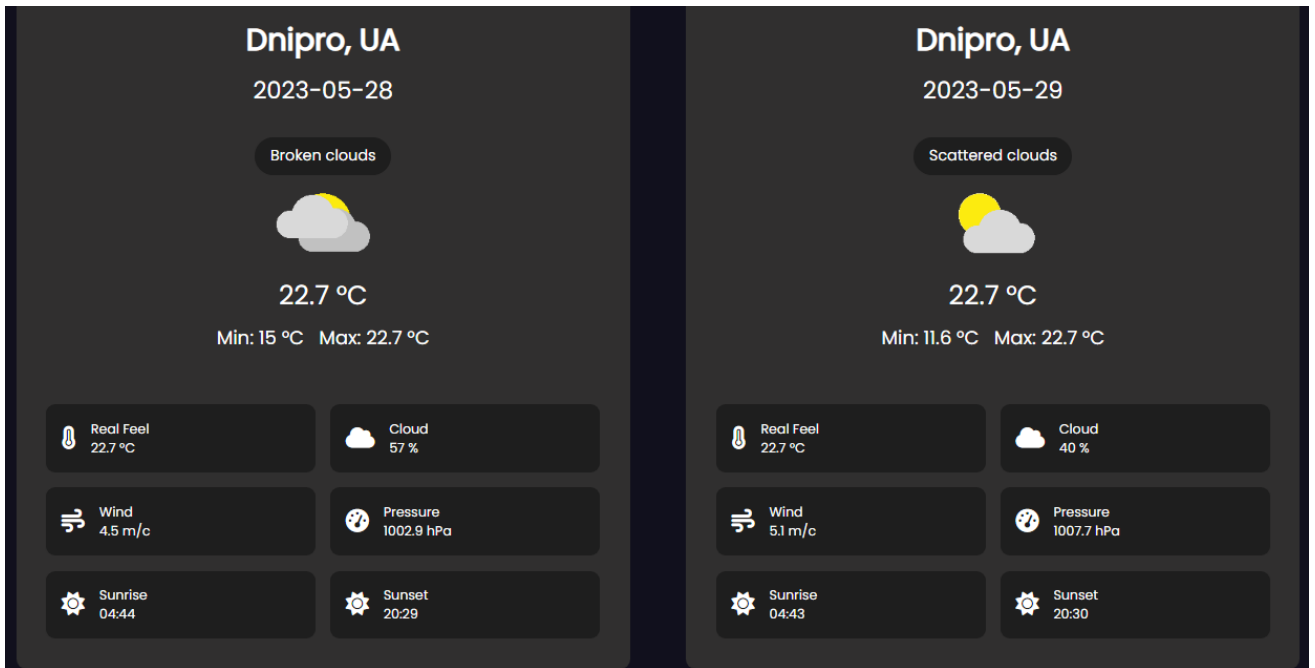 Dnipro, UA
2023-05-28
Broken clouds
22.7 °C
Min: 15 °C Max: 22.7 °C
Real Feel
22.7 °C
Cloud
57 %
Wind
4.5 m/c
Pressure
1002.9 hPa
Sunrise
04:44
Sunset
20:29
Dnipro, UA
2023-05-29
Scattered clouds
22.7 °C
Min: 11.6 °C Max: 22.7 °C
Real Feel
22.7 °C
Cloud
40 %
Wind
5.1 m/c
Pressure
1007.7 hPa
Sunrise
04:43
Sunset
20:30